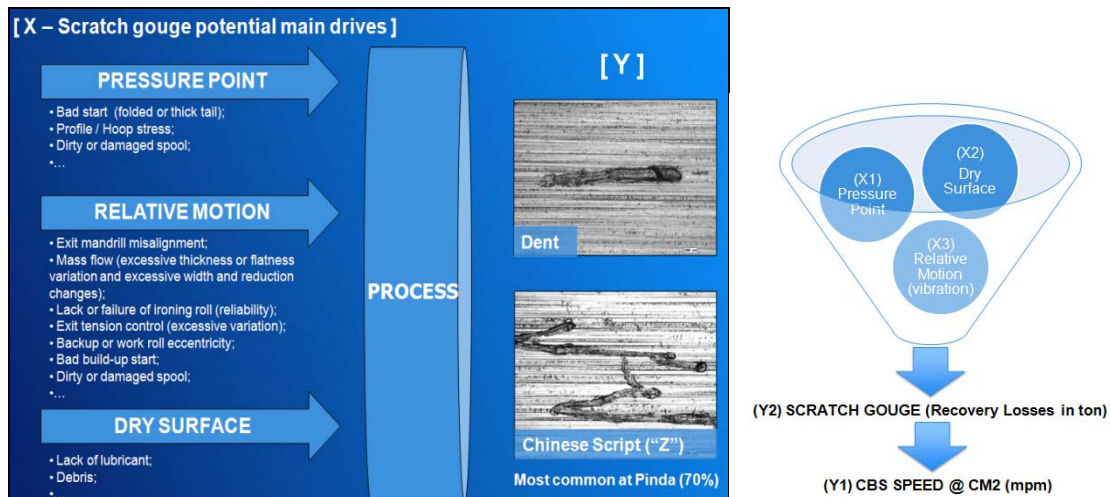 [ X – Scratch gouge potential main drives ]
PRESSURE POINT
• Bad start (folded or thick tail);
• Profile / Hoop stress;
• Dirty or damaged spool;
•...
RELATIVE MOTION
• Exit mandrill misalignment;
• Mass flow (excessive thickness or flatness
variation and excessive width and reduction
changes);
• Lack or failure of ironing roll (reliability);
• Exit tension control (excessive variation);
• Backup or work roll eccentricity;
• Bad build-up start;
• Dirty or damaged spool;
•...
DRY SURFACE
• Lack of lubricant;
• Debris;
•...
PROCESS
[ Y ]
Dent
Chinese Script ("Z")
Most common at Pinda (70%)
(X1)
Pressure
Point
(X2)
Dry
Surface
(X3)
Relative
Motion
(vibration)
(Y2) SCRATCH GOUGE (Recovery Losses in ton)
(Y1) CBS SPEED @ CM2 (mpm)